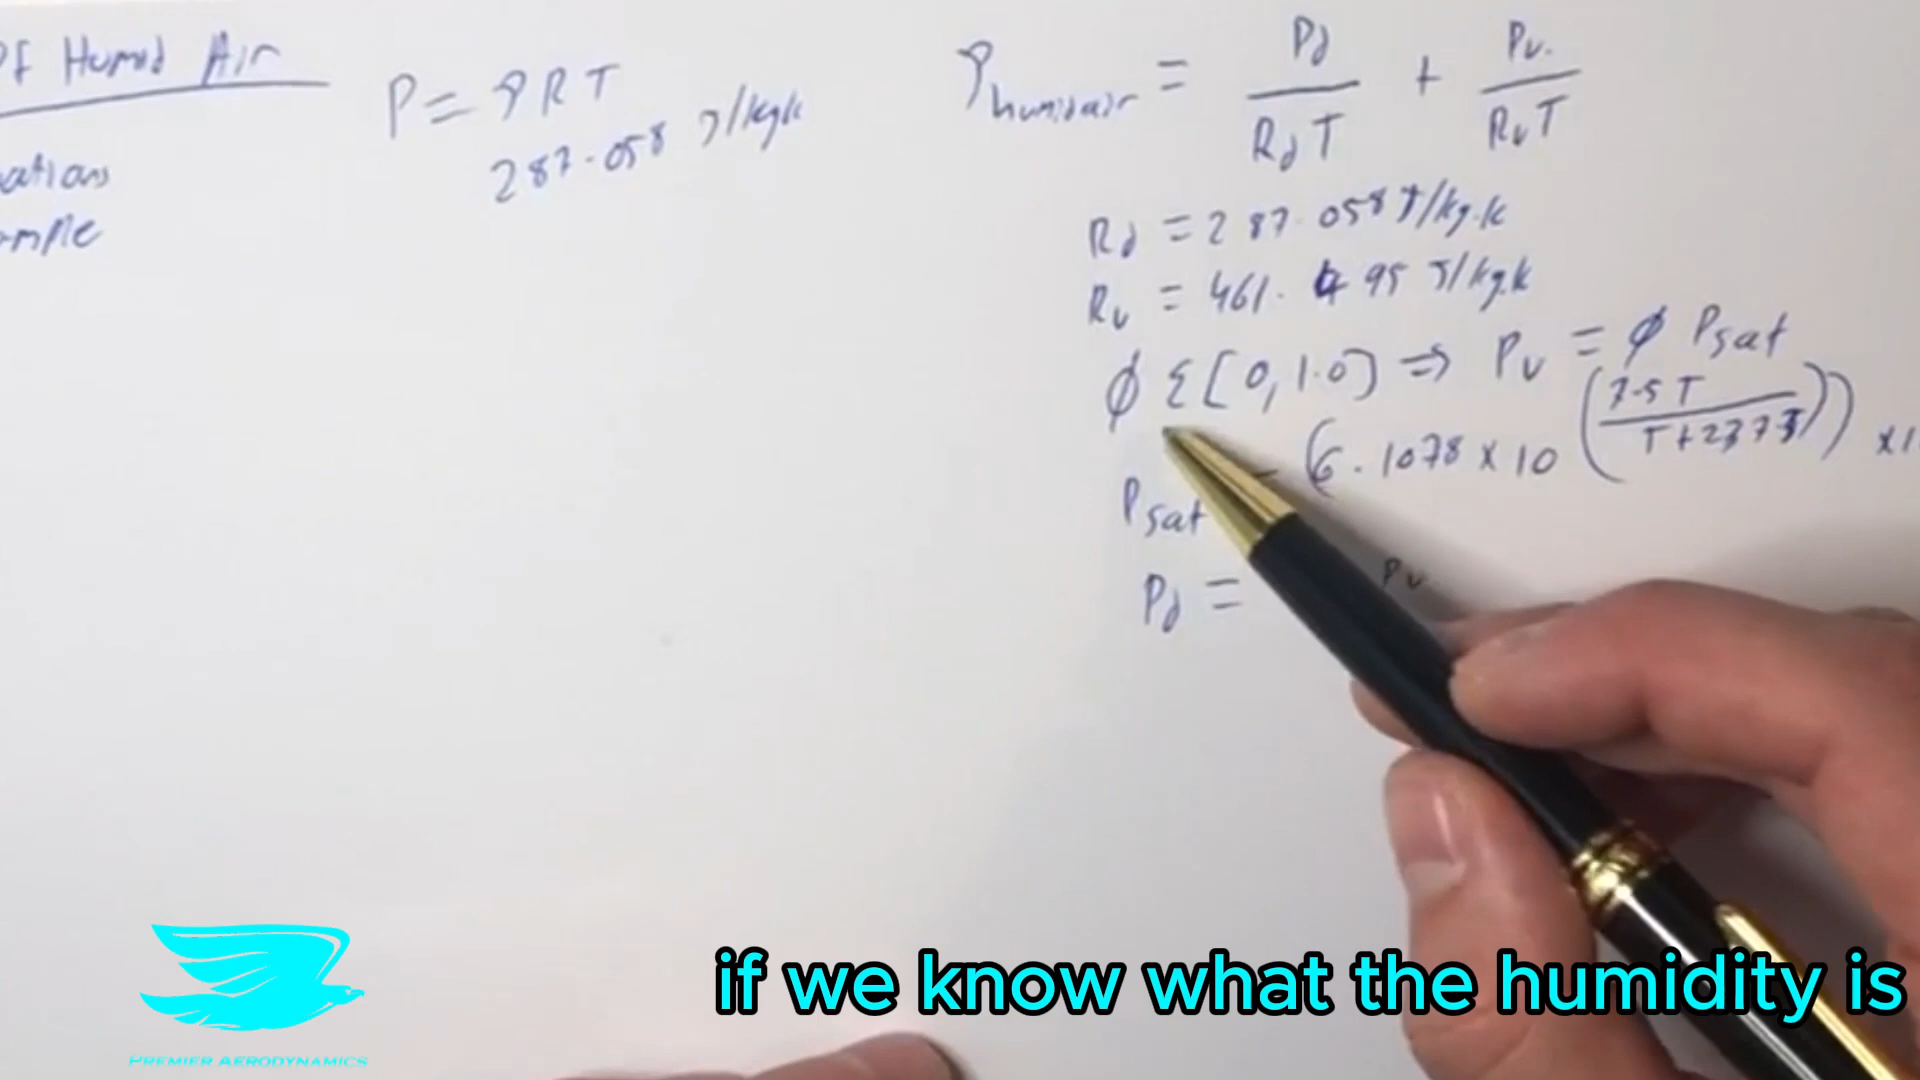 of Humid Air
P = ρRT
287.058 J/kgK
ρhumidair = Pd/RdT + Pv/RvT
Rd = 287.058 J/kg.K
Rv = 461.495 J/kg.K
ϕ ε [0,1.0] ⇒ Pv = ϕ Psat
Psat = (6.1078 × 10^(7.5T/(T+237.3)))
Pd = Pv
if we know what the humidity is
PREMIER AERODYNAMICS